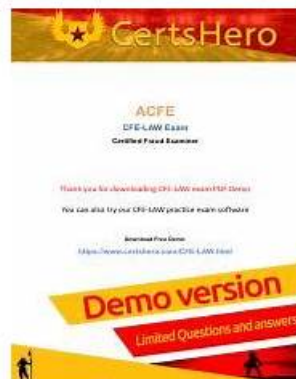 CertsHero
ACFE
CFE-LAW Exam
Certified Fraud Examiner
Thank you for downloading CFE-LAW exam PDF Demo
You can also try our CFE-LAW practice exam software
Download Free Demo
https://www.certshero.com/CFE-LAW.html
Demo version
Limited Questions and answers